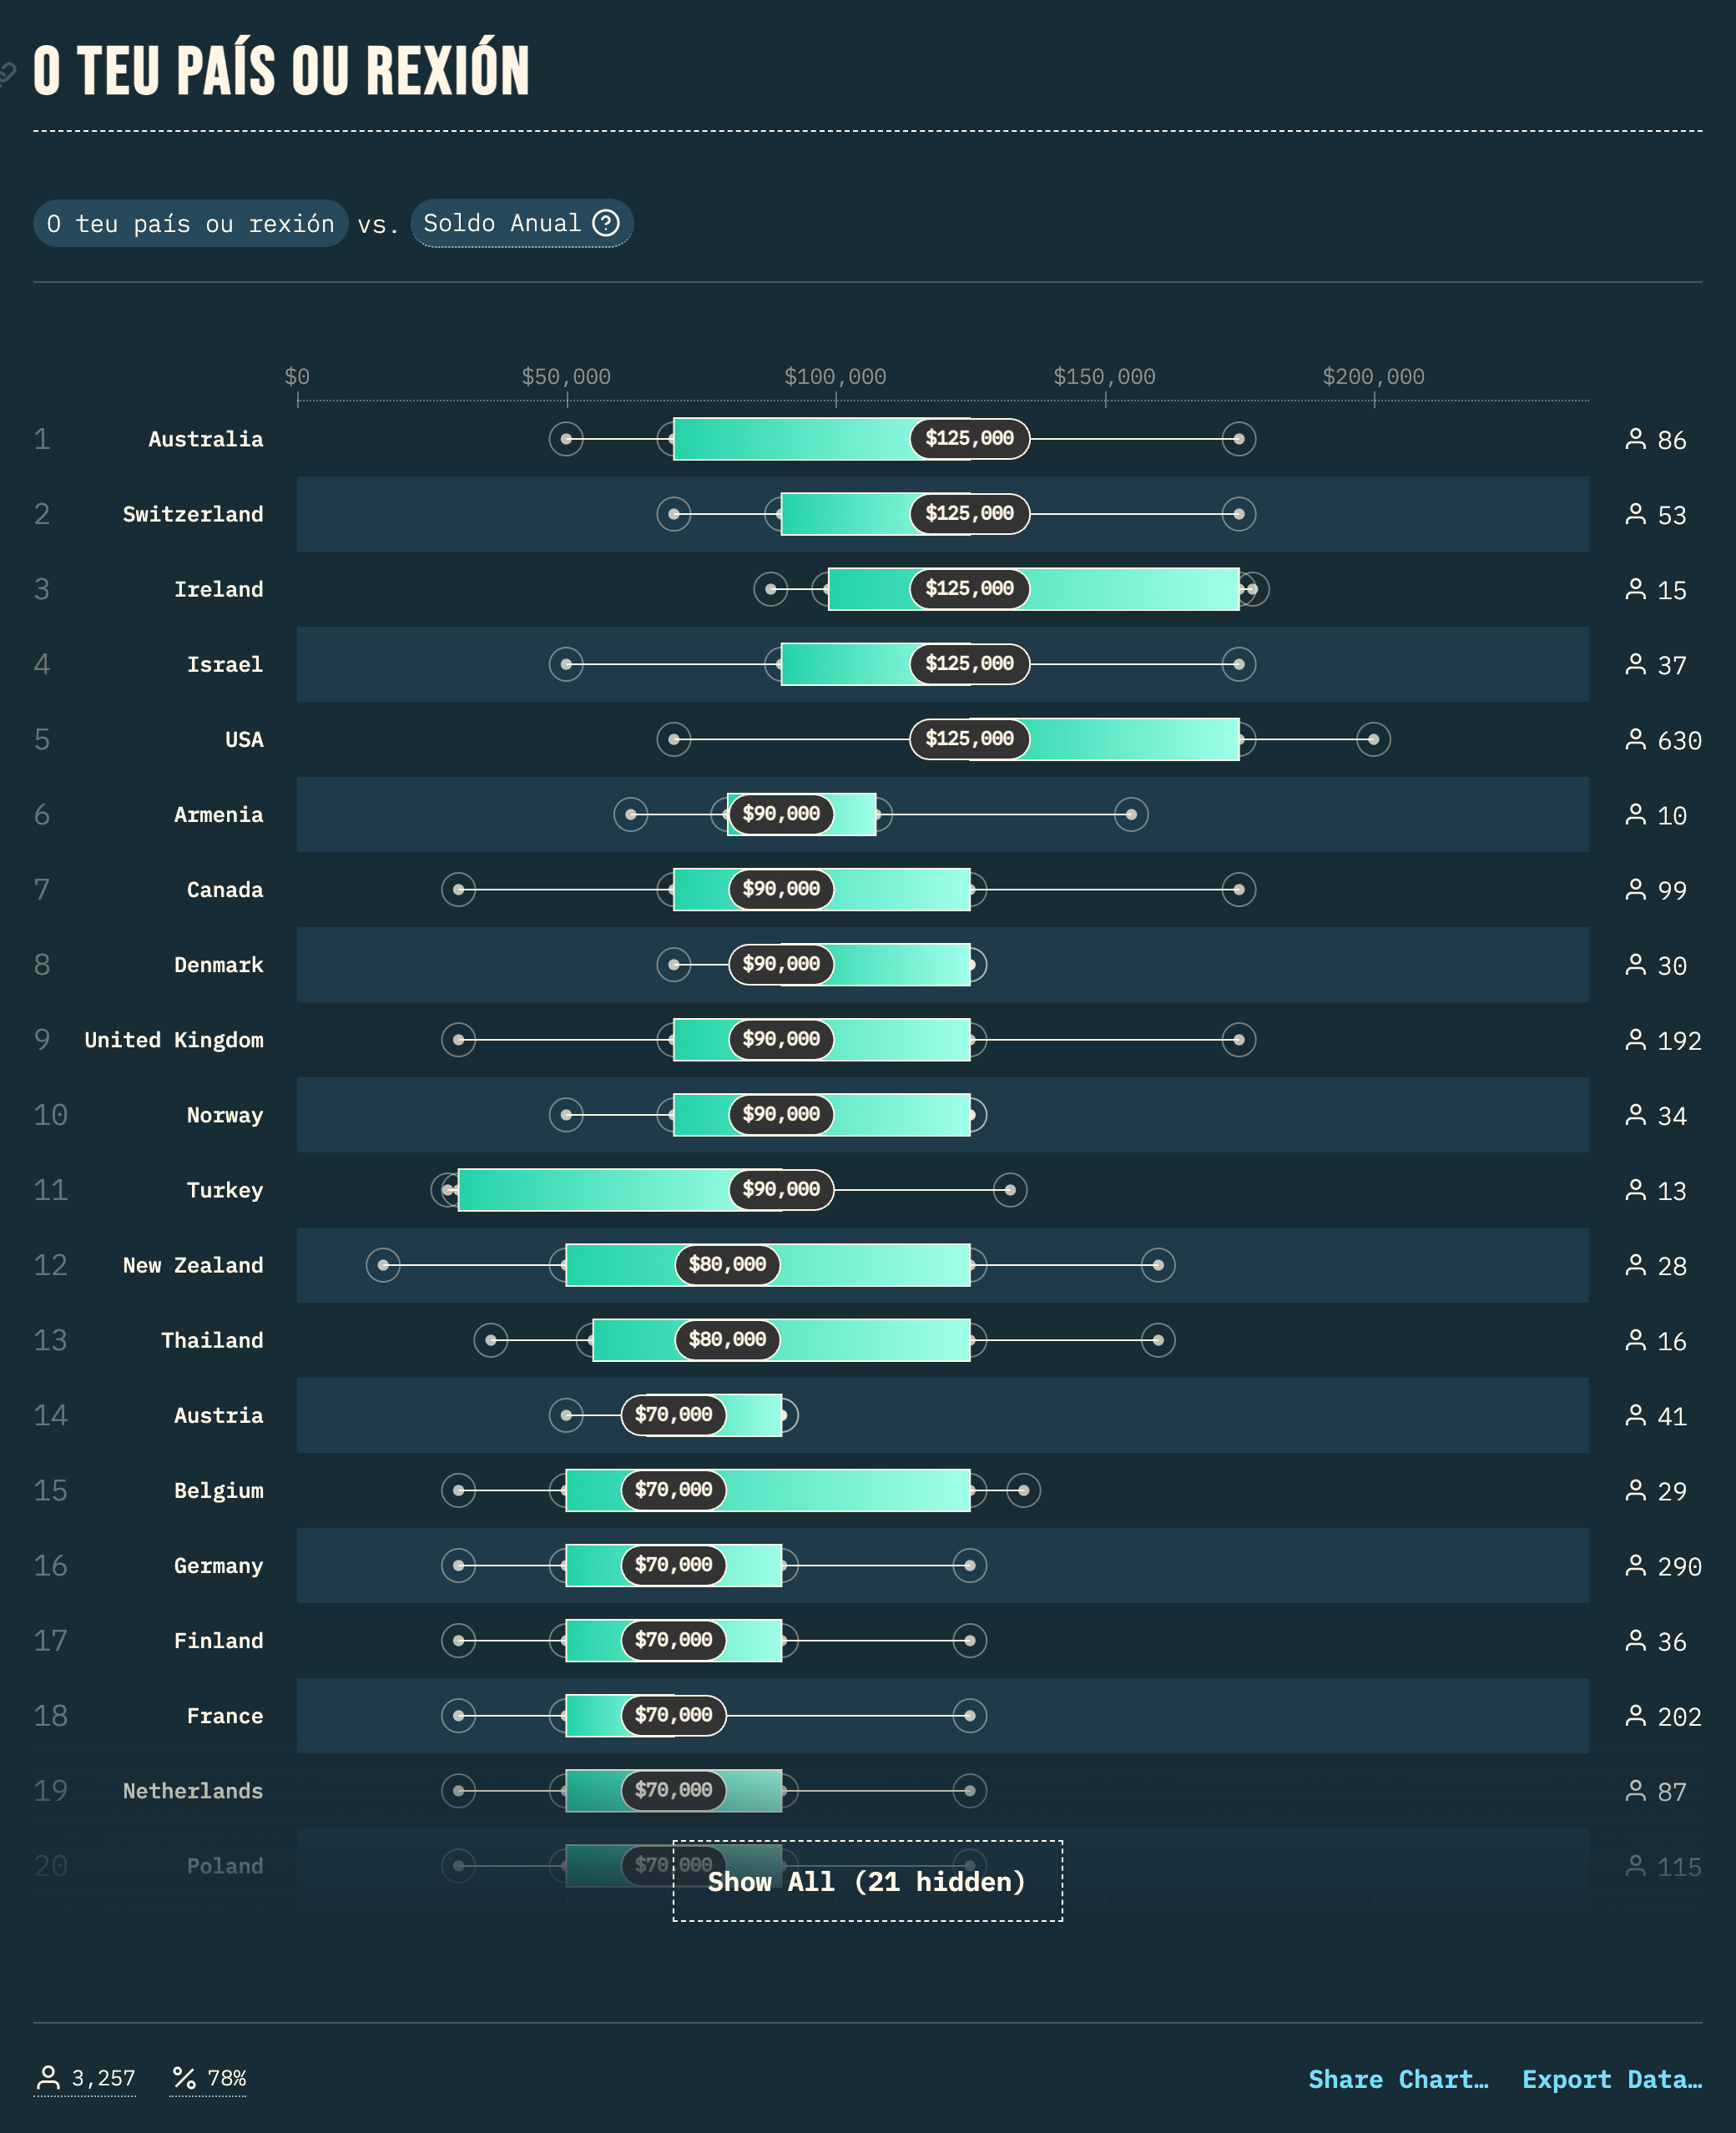 O TEU PAÍS OU REXIÓN
O teu país ou rexión vs. Soldo Anual ?
$0 $50,000 $100,000 $150,000 $200,000
1 Australia $125,000 86
2 Switzerland $125,000 53
3 Ireland $125,000 15
4 Israel $125,000 37
5 USA $125,000 630
6 Armenia $90,000 10
7 Canada $90,000 99
8 Denmark $90,000 30
9 United Kingdom $90,000 192
10 Norway $90,000 34
11 Turkey $90,000 13
12 New Zealand $80,000 28
13 Thailand $80,000 16
14 Austria $70,000 41
15 Belgium $70,000 29
16 Germany $70,000 290
17 Finland $70,000 36
18 France $70,000 202
19 Netherlands $70,000 87
20 Poland $70,000 115
Show All (21 hidden)
3,257 78% Share Chart… Export Data…